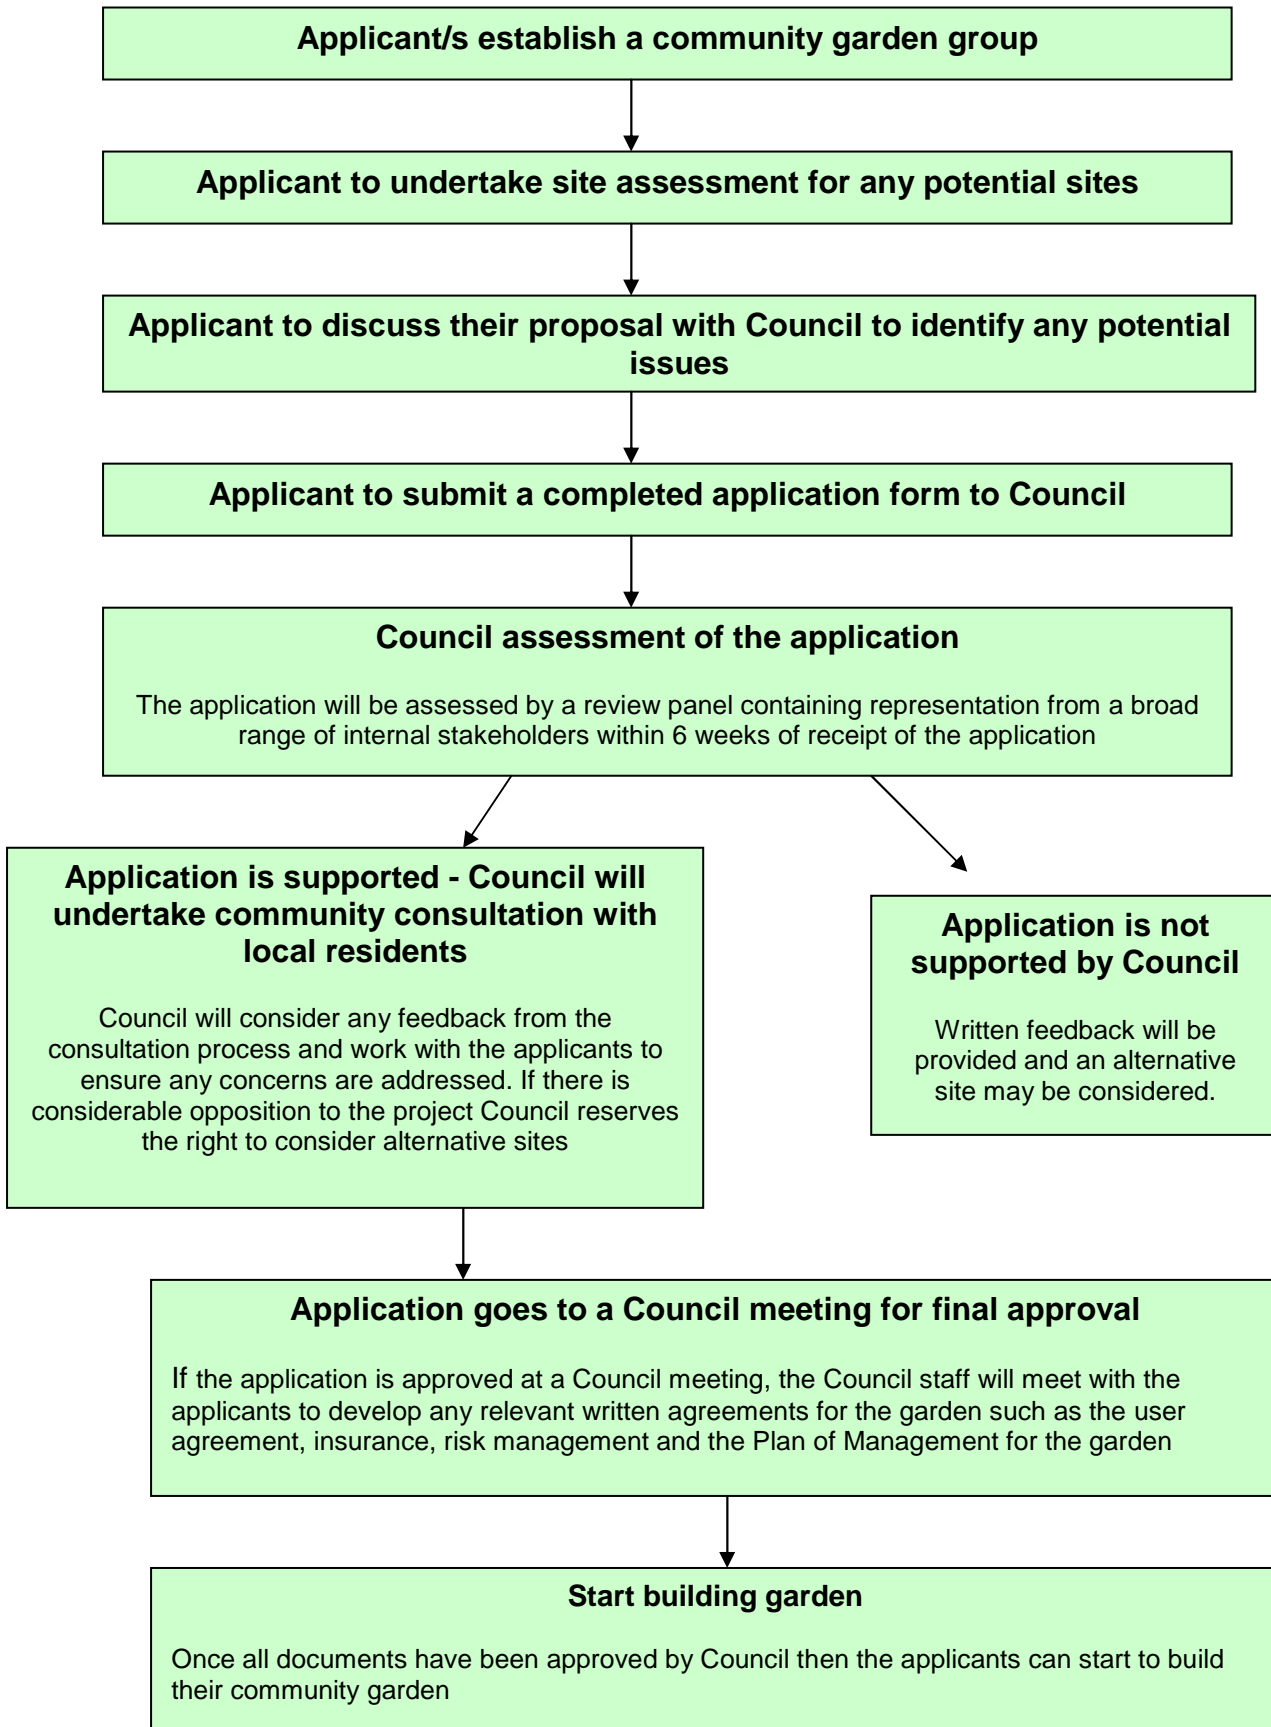 Applicant/s establish a community garden group
Applicant to undertake site assessment for any potential sites
Applicant to discuss their proposal with Council to identify any potential
issues
Applicant to submit a completed application form to Council
Council assessment of the application
The application will be assessed by a review panel containing representation from a broad
range of internal stakeholders within 6 weeks of receipt of the application
Application is supported - Council will
undertake community consultation with
local residents
Council will consider any feedback from the
consultation process and work with the applicants to
ensure any concerns are addressed. If there is
considerable opposition to the project Council reserves
the right to consider alternative sites
Application is not
supported by Council
Written feedback will be
provided and an alternative
site may be considered.
Application goes to a Council meeting for final approval
If the application is approved at a Council meeting, the Council staff will meet with the
applicants to develop any relevant written agreements for the garden such as the user
agreement, insurance, risk management and the Plan of Management for the garden
Start building garden
Once all documents have been approved by Council then the applicants can start to build
their community garden